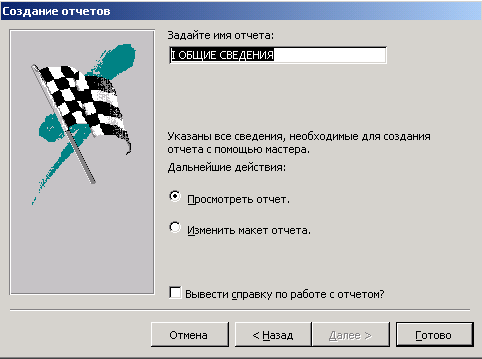 Создание отчетов
Задайте имя отчета:
I ОБЩИЕ СВЕДЕНИЯ
Указаны все сведения, необходимые для создания
отчета с помощью мастера.
Дальнейшие действия:
Просмотреть отчет.
Изменить макет отчета.
Вывести справку по работе с отчетом?
Отмена
< Назад
Далее >
Готово